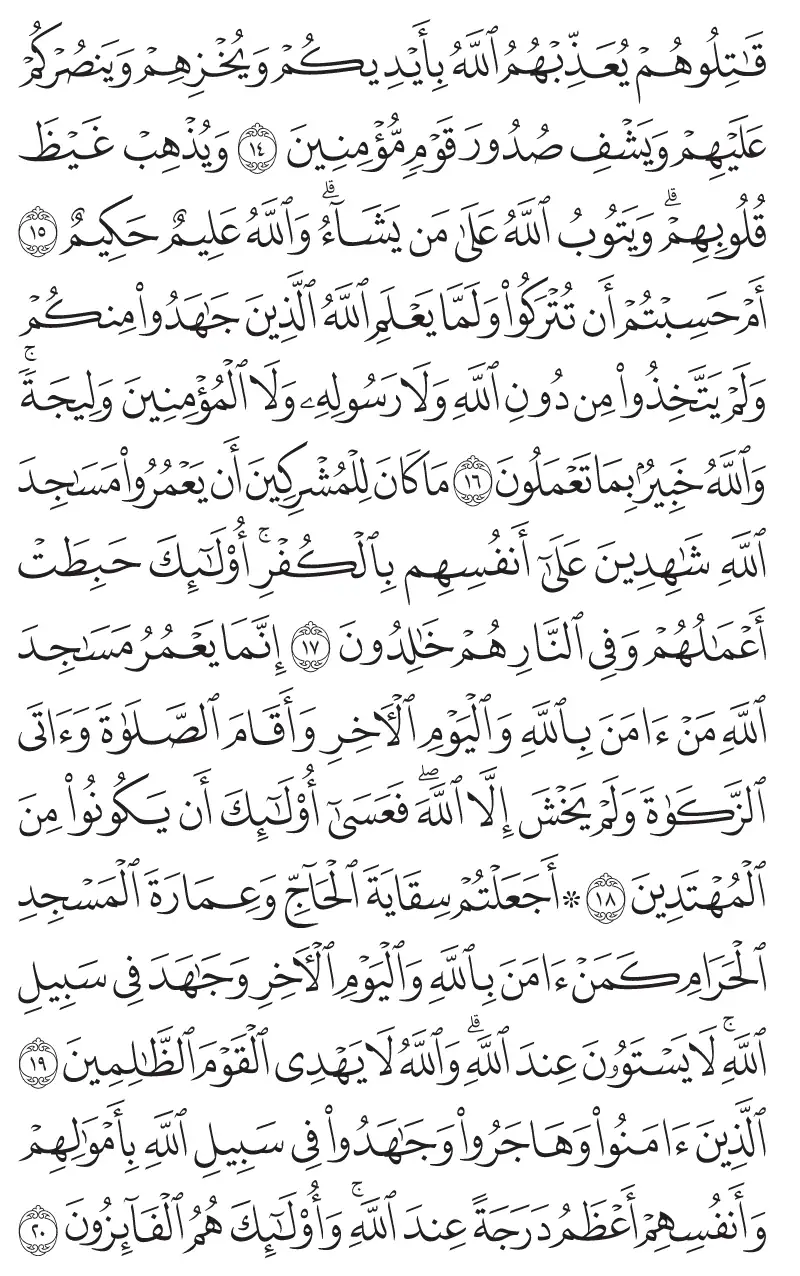 قَٰتِلُوهُمۡ يُعَذِّبۡهُمُ ٱللَّهُ بِأَيۡدِيكُمۡ وَيُخۡزِهِمۡ وَيَنصُرۡكُمۡ
عَلَيۡهِمۡ وَيَشۡفِ صُدُورَ قَوۡمٖ مُّؤۡمِنِينَ ١٤ وَيُذۡهِبۡ غَيۡظَ
قُلُوبِهِمۡۗ وَيَتُوبُ ٱللَّهُ عَلَىٰ مَن يَشَآءُۗ وَٱللَّهُ عَلِيمٌ حَكِيمٌ ١٥
أَمۡ حَسِبۡتُمۡ أَن تُتۡرَكُواْ وَلَمَّا يَعۡلَمِ ٱللَّهُ ٱلَّذِينَ جَٰهَدُواْ مِنكُمۡ
وَلَمۡ يَتَّخِذُواْ مِن دُونِ ٱللَّهِ وَلَا رَسُولِهِۦ وَلَا ٱلۡمُؤۡمِنِينَ وَلِيجَةٗۚ
وَٱللَّهُ خَبِيرُۢ بِمَا تَعۡمَلُونَ ١٦ مَا كَانَ لِلۡمُشۡرِكِينَ أَن يَعۡمُرُواْ مَسَٰجِدَ
ٱللَّهِ شَٰهِدِينَ عَلَىٰٓ أَنفُسِهِم بِٱلۡكُفۡرِۚ أُوْلَٰٓئِكَ حَبِطَتۡ
أَعۡمَٰلُهُمۡ وَفِي ٱلنَّارِ هُمۡ خَٰلِدُونَ ١٧ إِنَّمَا يَعۡمُرُ مَسَٰجِدَ
ٱللَّهِ مَنۡ ءَامَنَ بِٱللَّهِ وَٱلۡيَوۡمِ ٱلۡأٓخِرِ وَأَقَامَ ٱلصَّلَوٰةَ وَءَاتَى
ٱلزَّكَوٰةَ وَلَمۡ يَخۡشَ إِلَّا ٱللَّهَۖ فَعَسَىٰٓ أُوْلَٰٓئِكَ أَن يَكُونُواْ مِنَ
ٱلۡمُهۡتَدِينَ ١٨ ۞ أَجَعَلۡتُمۡ سِقَايَةَ ٱلۡحَآجِّ وَعِمَارَةَ ٱلۡمَسۡجِدِ
ٱلۡحَرَامِ كَمَنۡ ءَامَنَ بِٱللَّهِ وَٱلۡيَوۡمِ ٱلۡأٓخِرِ وَجَٰهَدَ فِي سَبِيلِ
ٱللَّهِۚ لَا يَسۡتَوُۥنَ عِندَ ٱللَّهِۗ وَٱللَّهُ لَا يَهۡدِي ٱلۡقَوۡمَ ٱلظَّٰلِمِينَ ١٩
ٱلَّذِينَ ءَامَنُواْ وَهَاجَرُواْ وَجَٰهَدُواْ فِي سَبِيلِ ٱللَّهِ بِأَمۡوَٰلِهِمۡ
وَأَنفُسِهِمۡ أَعۡظَمُ دَرَجَةً عِندَ ٱللَّهِۚ وَأُوْلَٰٓئِكَ هُمُ ٱلۡفَآئِزُونَ ٢٠